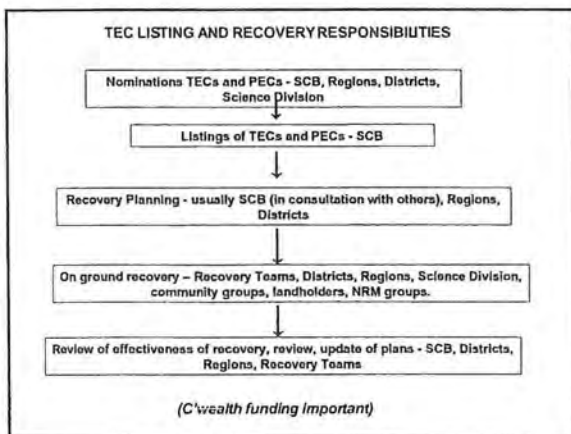 TEC LISTING AND RECOVERY RESPONSIBILITIES
Nominations TECs and PECs - SCB, Regions, Districts,
Science Division
Listings of TECs and PECs - SCB
Recovery Planning - usually SCB (in consultation with others), Regions,
Districts
On ground recovery – Recovery Teams, Districts, Regions, Science Division,
community groups, landholders, NRM groups.
Review of effectiveness of recovery, review, update of plans - SCB, Districts,
Regions, Recovery Teams
(C'wealth funding important)